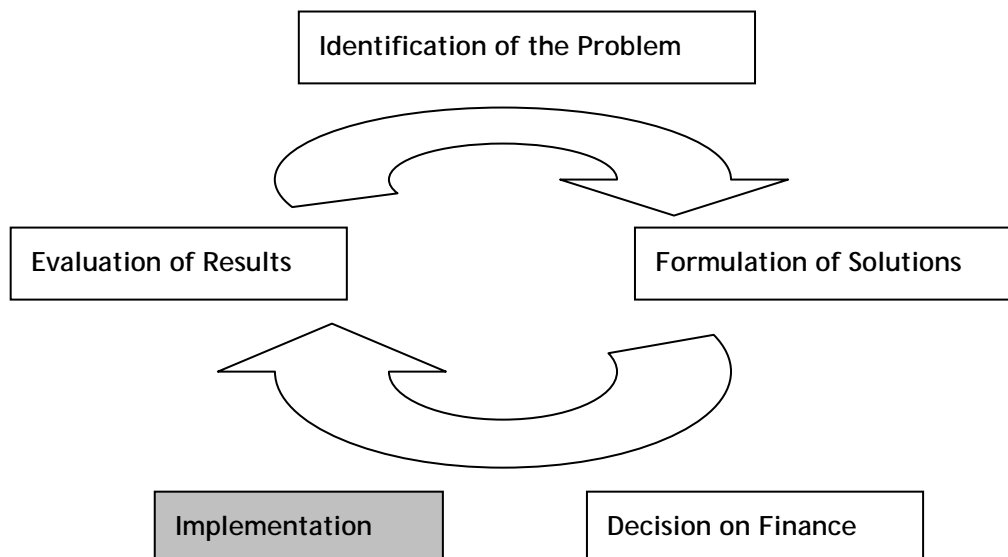 Identification of the Problem
Evaluation of Results
Formulation of Solutions
Implementation
Decision on Finance